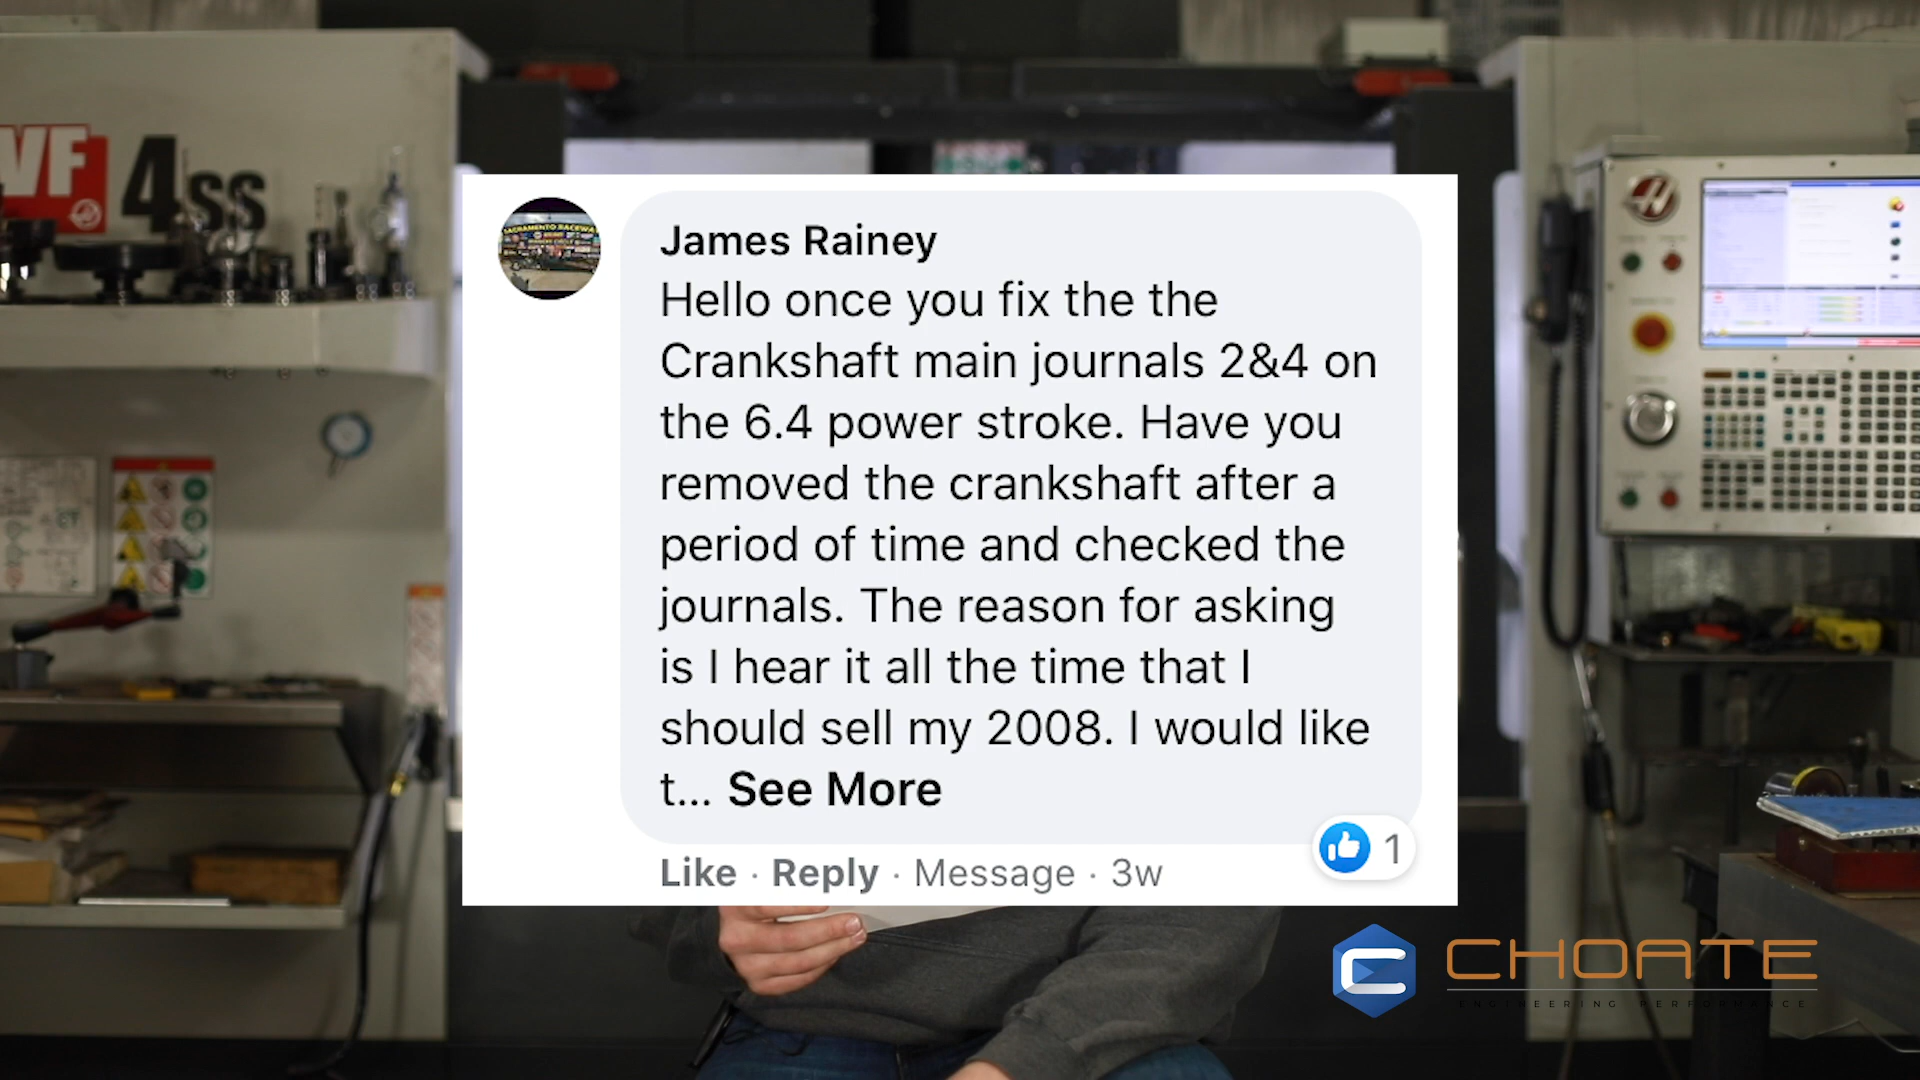 VF
4ss
SACRAMENTO RACEWAY
James Rainey
Hello once you fix the the
Crankshaft main journals 2&4 on
the 6.4 power stroke. Have you
removed the crankshaft after a
period of time and checked the
journals. The reason for asking
is I hear it all the time that I
should sell my 2008. I would like
t... See More
1
Like · Reply · Message · 3w
CHOATE
ENGINEERING PERFORMANCE